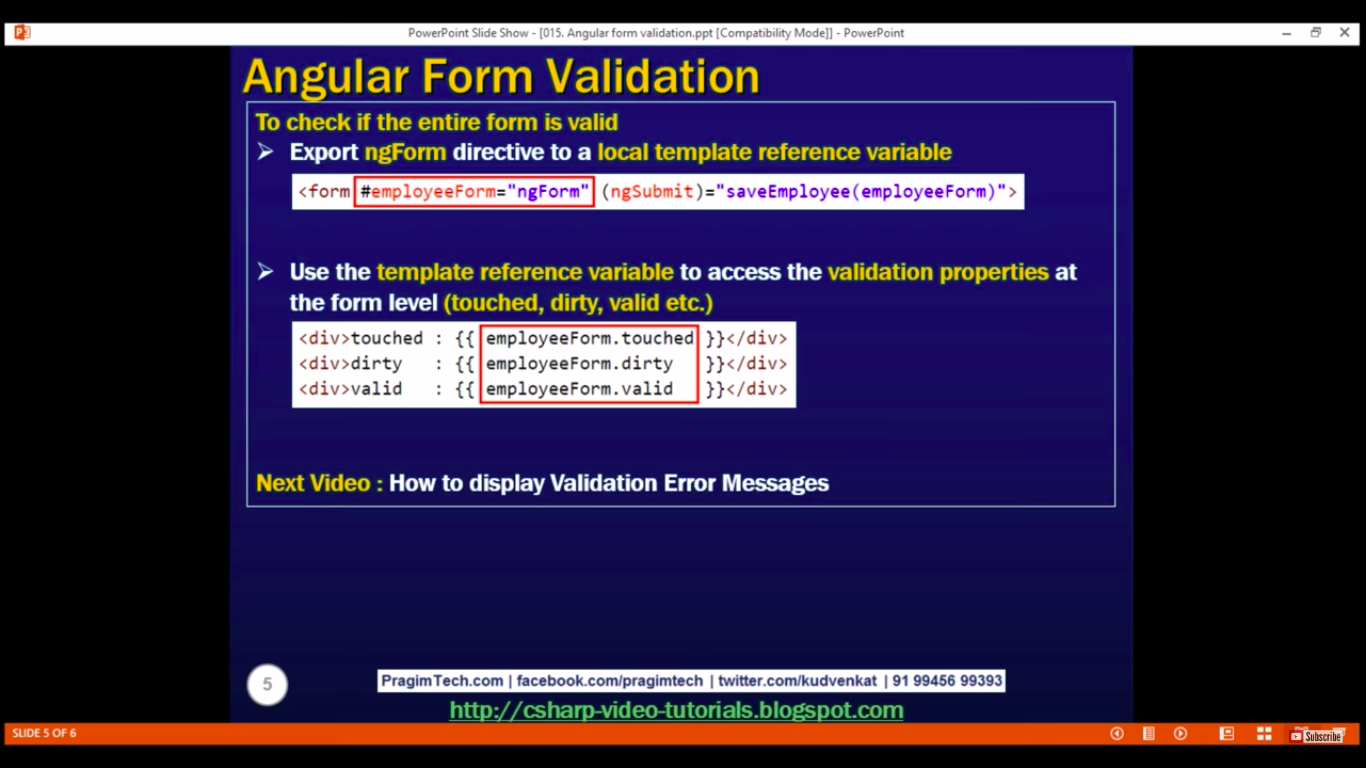 PowerPoint Slide Show - [015. Angular form validation.ppt [Compatibility Mode]] - PowerPoint
Angular Form Validation
To check if the entire form is valid
➢ Export ngForm directive to a local template reference variable
<form #employeeForm="ngForm" (ngSubmit)="saveEmployee(employeeForm)">
➢ Use the template reference variable to access the validation properties at
the form level (touched, dirty, valid etc.)
<div>touched : {{ employeeForm.touched }}</div>
<div>dirty   : {{ employeeForm.dirty   }}</div>
<div>valid   : {{ employeeForm.valid   }}</div>
Next Video : How to display Validation Error Messages
5
PragimTech.com | facebook.com/pragimtech | twitter.com/kudvenkat | 91 99456 99393
http://csharp-video-tutorials.blogspot.com
SLIDE 5 OF 6
Subscribe